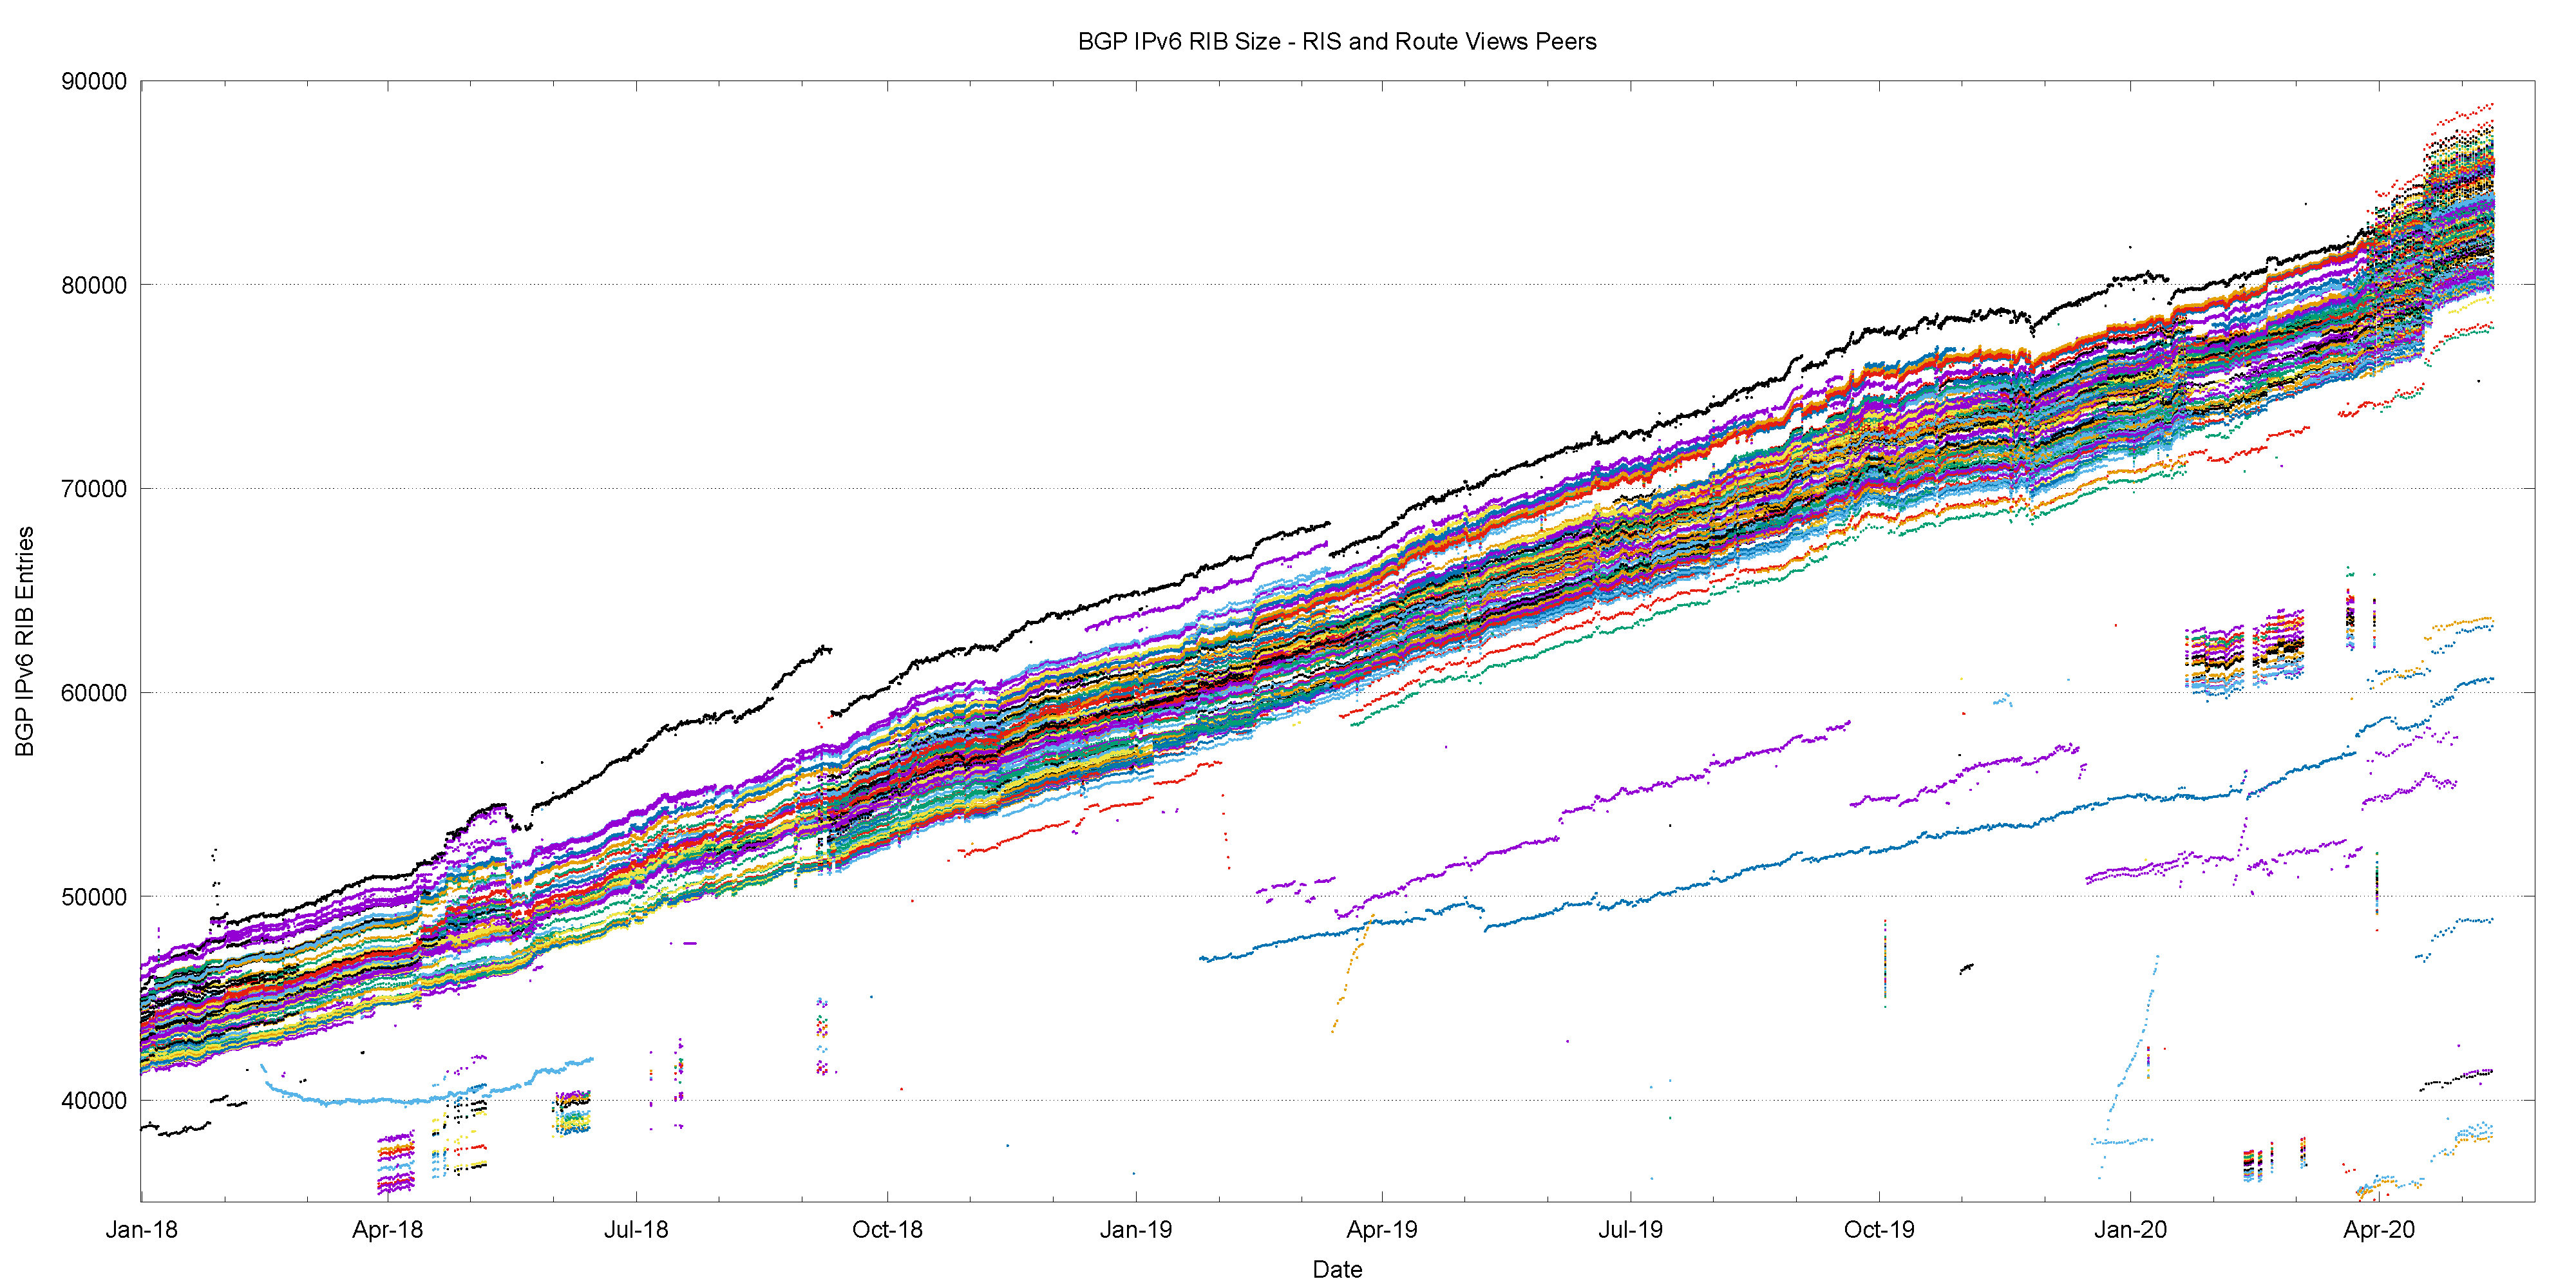 BGP IPv6 RIB Size - RIS and Route Views Peers
90000
80000
70000
60000
50000
40000
BGP IPv6 RIB Entries
Jan-18 Apr-18 Jul-18 Oct-18 Jan-19 Apr-19 Jul-19 Oct-19 Jan-20 Apr-20
Date